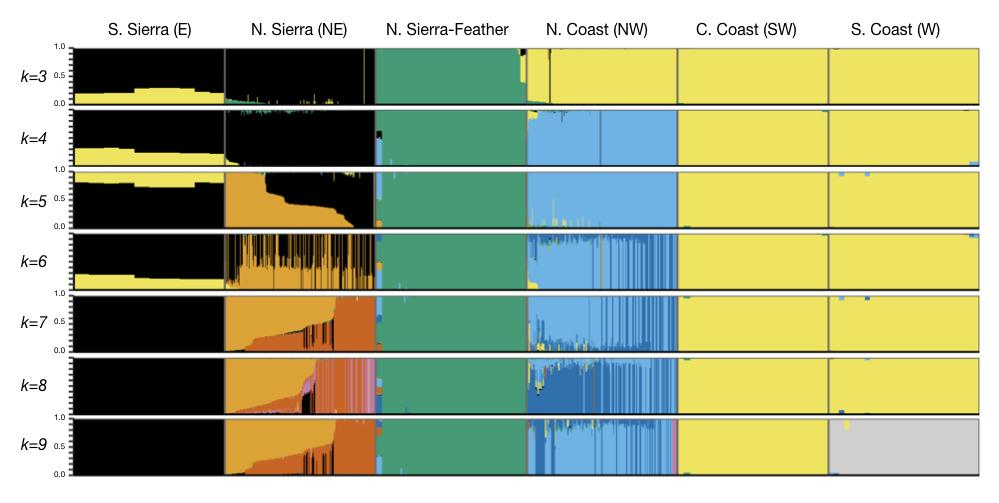 S. Sierra (E) N. Sierra (NE) N. Sierra-Feather N. Coast (NW) C. Coast (SW) S. Coast (W)
1.0
k=3 0.5
0.0
k=4
1.0
k=5 0.5
0.0
k=6
1.0
k=7 0.5
0.0
k=8
1.0
k=9 0.5
0.0